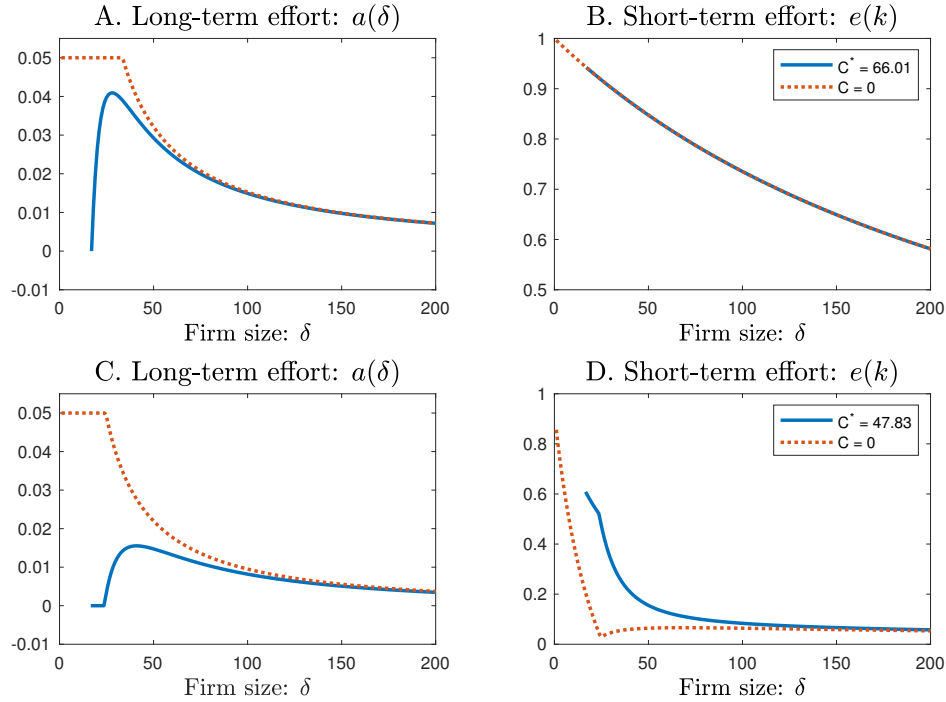 A. Long-term effort: a(δ)
0.05
0.04
0.03
0.02
0.01
0
-0.01
0 50 100 150 200
Firm size: δ
B. Short-term effort: e(k)
1
0.9
0.8
0.7
0.6
0.5
C* = 66.01
C = 0
0 50 100 150 200
Firm size: δ
C. Long-term effort: a(δ)
0.05
0.04
0.03
0.02
0.01
0
-0.01
0 50 100 150 200
Firm size: δ
D. Short-term effort: e(k)
1
0.8
0.6
0.4
0.2
0
C* = 47.83
C = 0
0 50 100 150 200
Firm size: δ